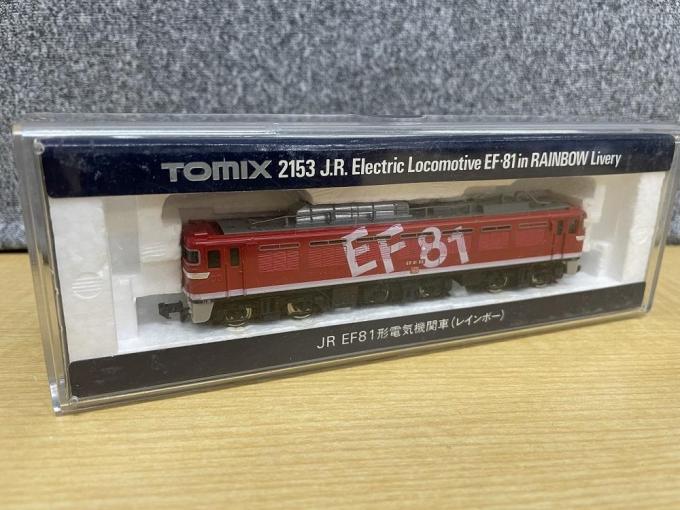 TOMIX 2153 J.R. Electric Locomotive EF·81 in RAINBOW Livery
EF 81
JR EF81形電気機関車(レインボー)